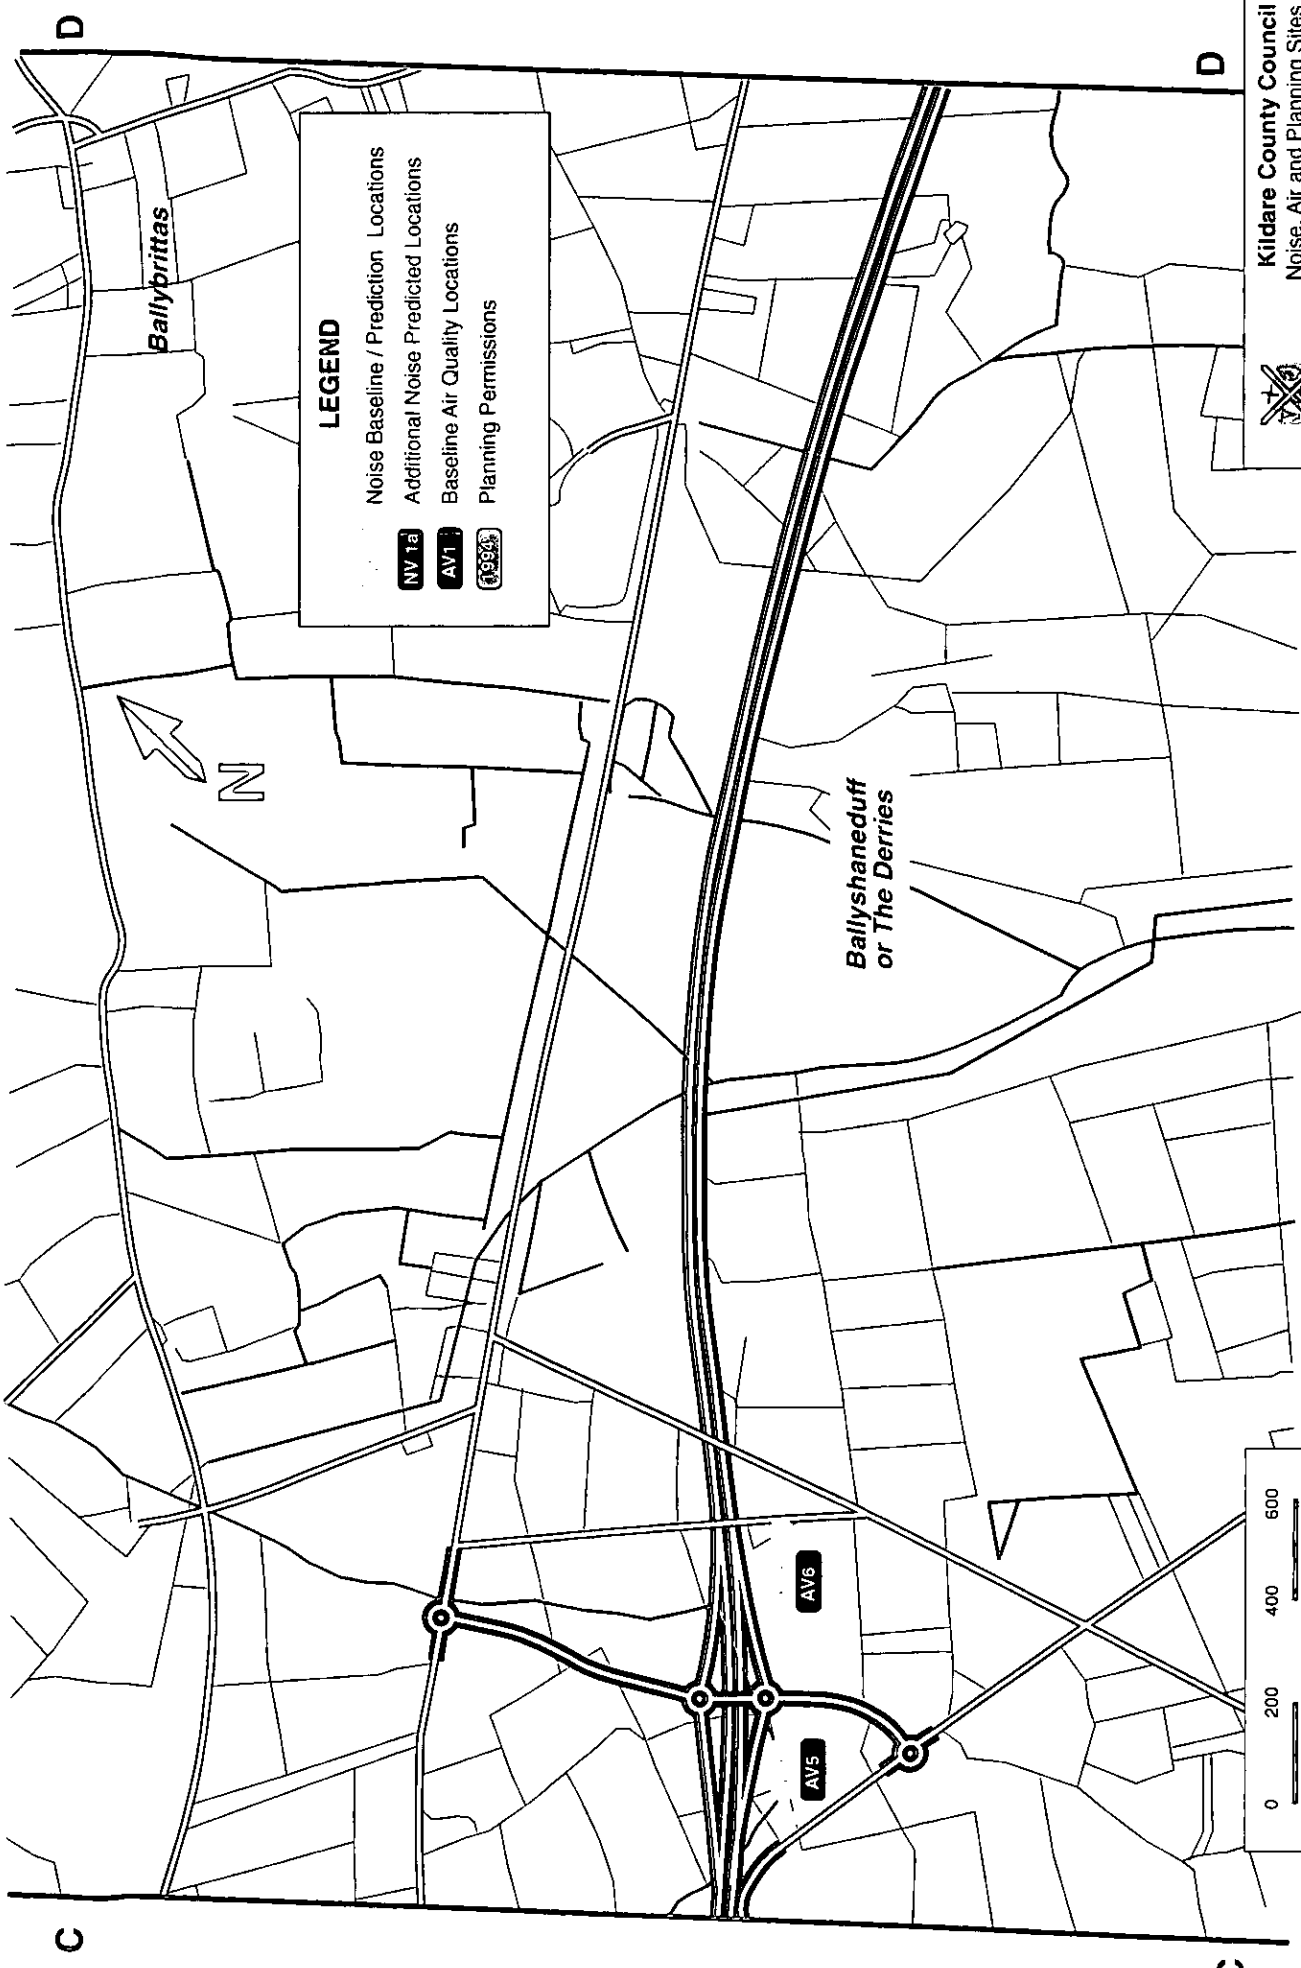 D
Ballybrittas
LEGEND
Noise Baseline / Prediction Locations
NV 1a Additional Noise Predicted Locations
AV1 Baseline Air Quality Locations
1994 Planning Permissions
N
Ballyshaneduff
or The Derries
AV6
AV5
C
D
C
0 200 400 600
Kildare County Council
Noise, Air and Planning Sites